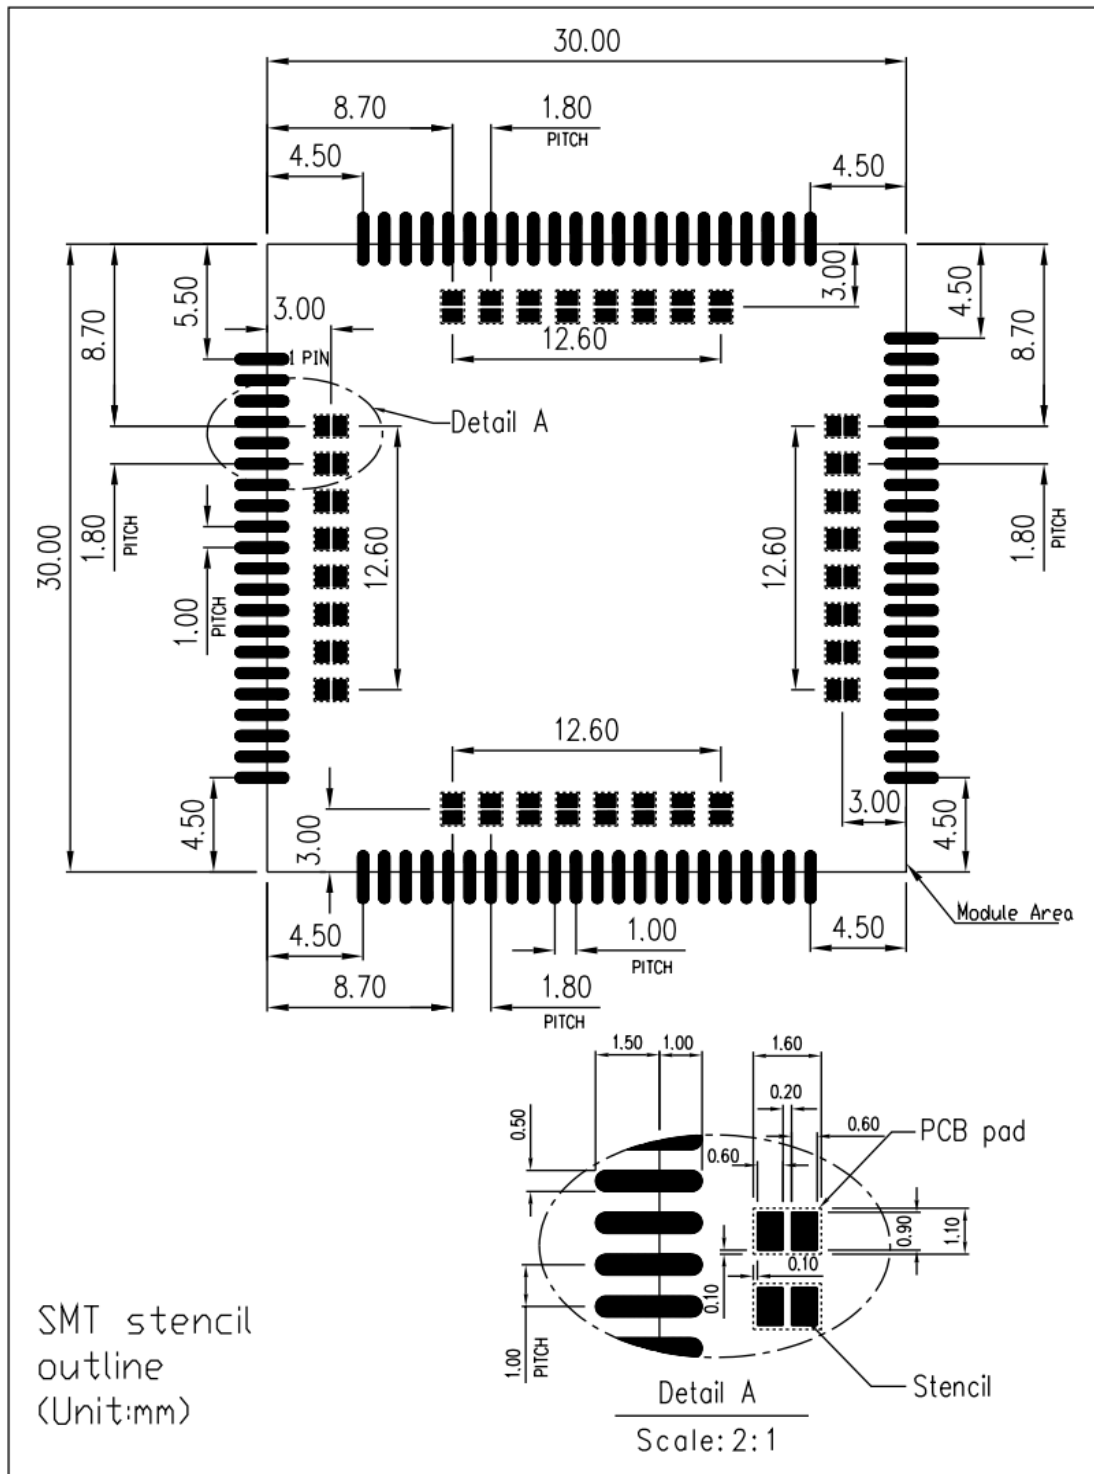 30.00
8.70
1.80
PITCH
4.50
4.50
30.00
8.70
5.50
3.00
3.00
4.50
8.70
12.60
1 PIN
Detail A
1.80
PITCH
1.00
PITCH
12.60
12.60
1.80
PITCH
12.60
4.50
3.00
3.00
4.50
Module Area
4.50
1.00
PITCH
4.50
8.70
1.80
PITCH
1.50
1.00
1.60
0.20
0.50
0.60
0.60
PCB pad
0.90
1.10
0.10
0.10
1.00
PITCH
SMT stencil
outline
(Unit:mm)
Stencil
Detail A
Scale:2:1